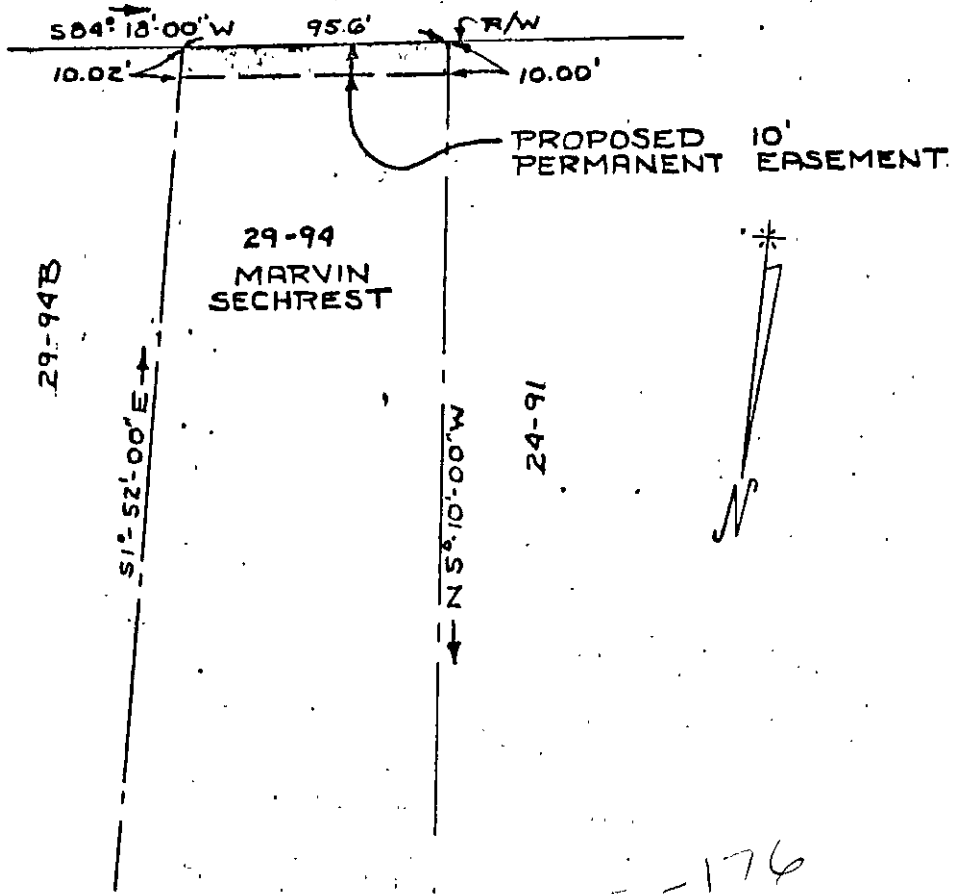 S84°18'-00"W 95.6' R/W
10.02' 10.00'
PROPOSED 10'
PERMANENT EASEMENT
29-94
MARVIN
SECHREST
29-94B
S1°-52'-00"E
N5°-10'-00"W
24-91
N
-176